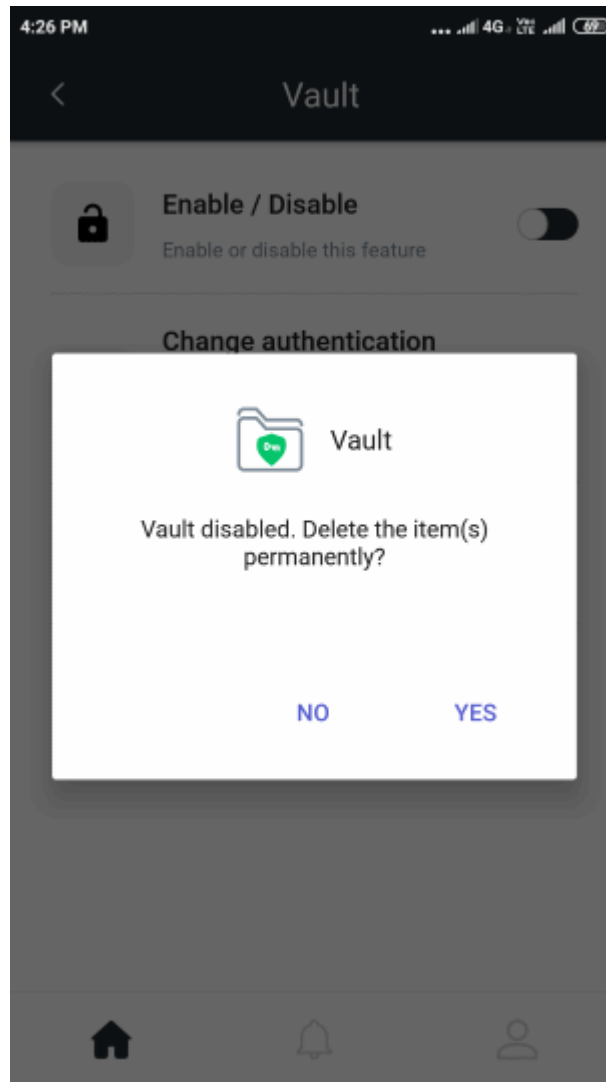 4:26 PM
4G
69
Vault
Enable / Disable
Enable or disable this feature
Change authentication
Vault
Vault disabled. Delete the item(s)
permanently?
NO
YES